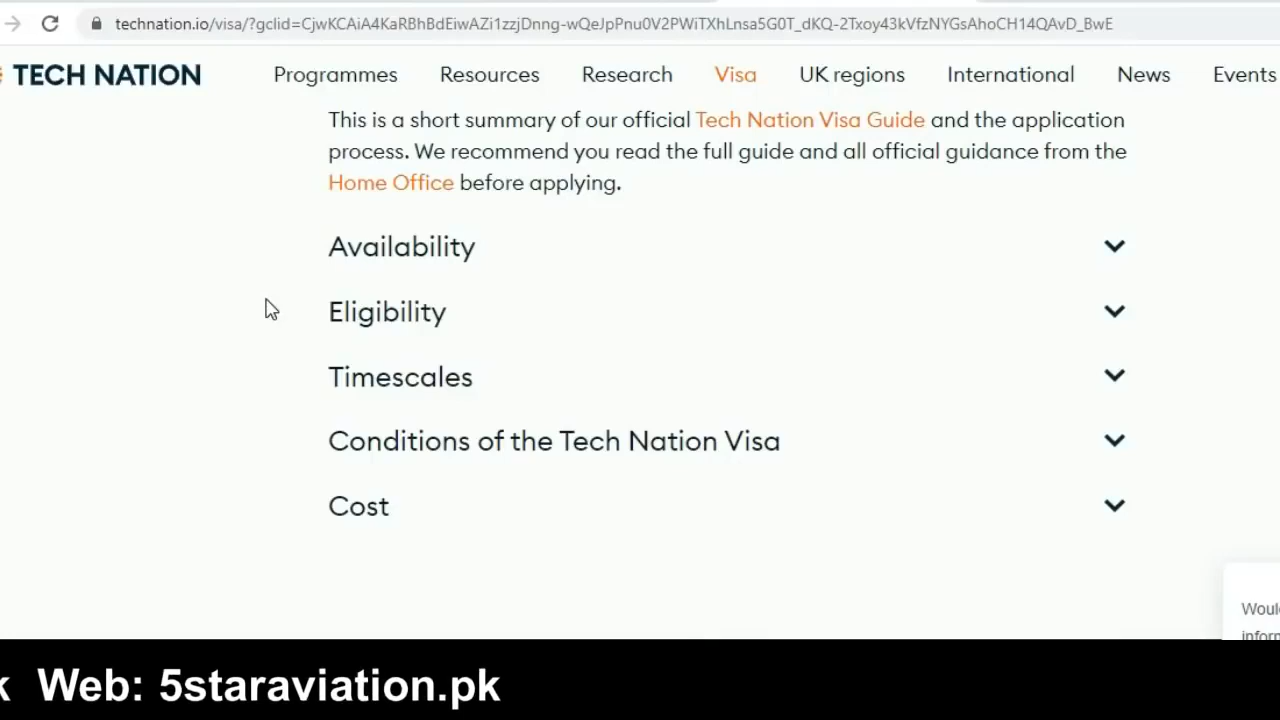 technation.io/visa/?gclid=CjwKCAiA4KaRBhBdEiwAZi1zzjDnng-wQeJpPnu0V2PWiTXhLnsa5G0T_dKQ-2Txoy43kVfzNYGsAhoCH14QAvD_BwE
TECH NATION Programmes Resources Research Visa UK regions International News Events
This is a short summary of our official Tech Nation Visa Guide and the application
process. We recommend you read the full guide and all official guidance from the
Home Office before applying.
Availability
Eligibility
Timescales
Conditions of the Tech Nation Visa
Cost
Web: 5staraviation.pk